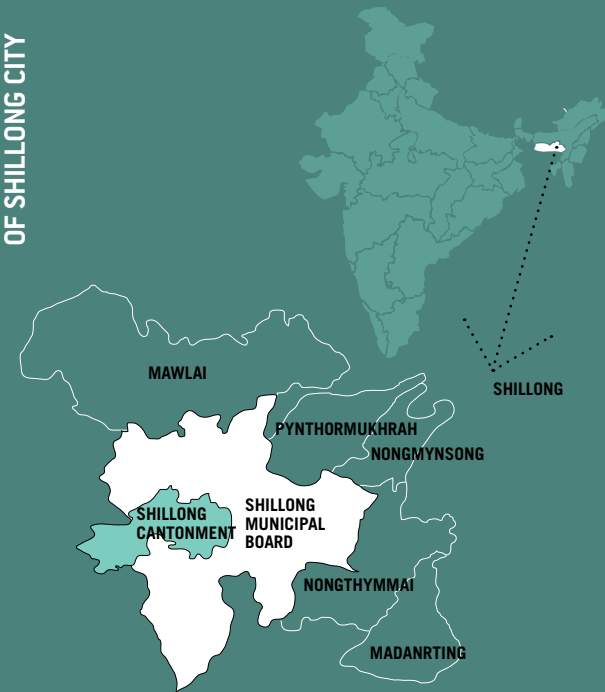 OF SHILLONG CITY
SHILLONG
MAWLAI
PYNTHORMUKHRAH
NONGMYNSONG
SHILLONG
CANTONMENT
SHILLONG
MUNICIPAL
BOARD
NONGTHYMMAI
MADANRTING